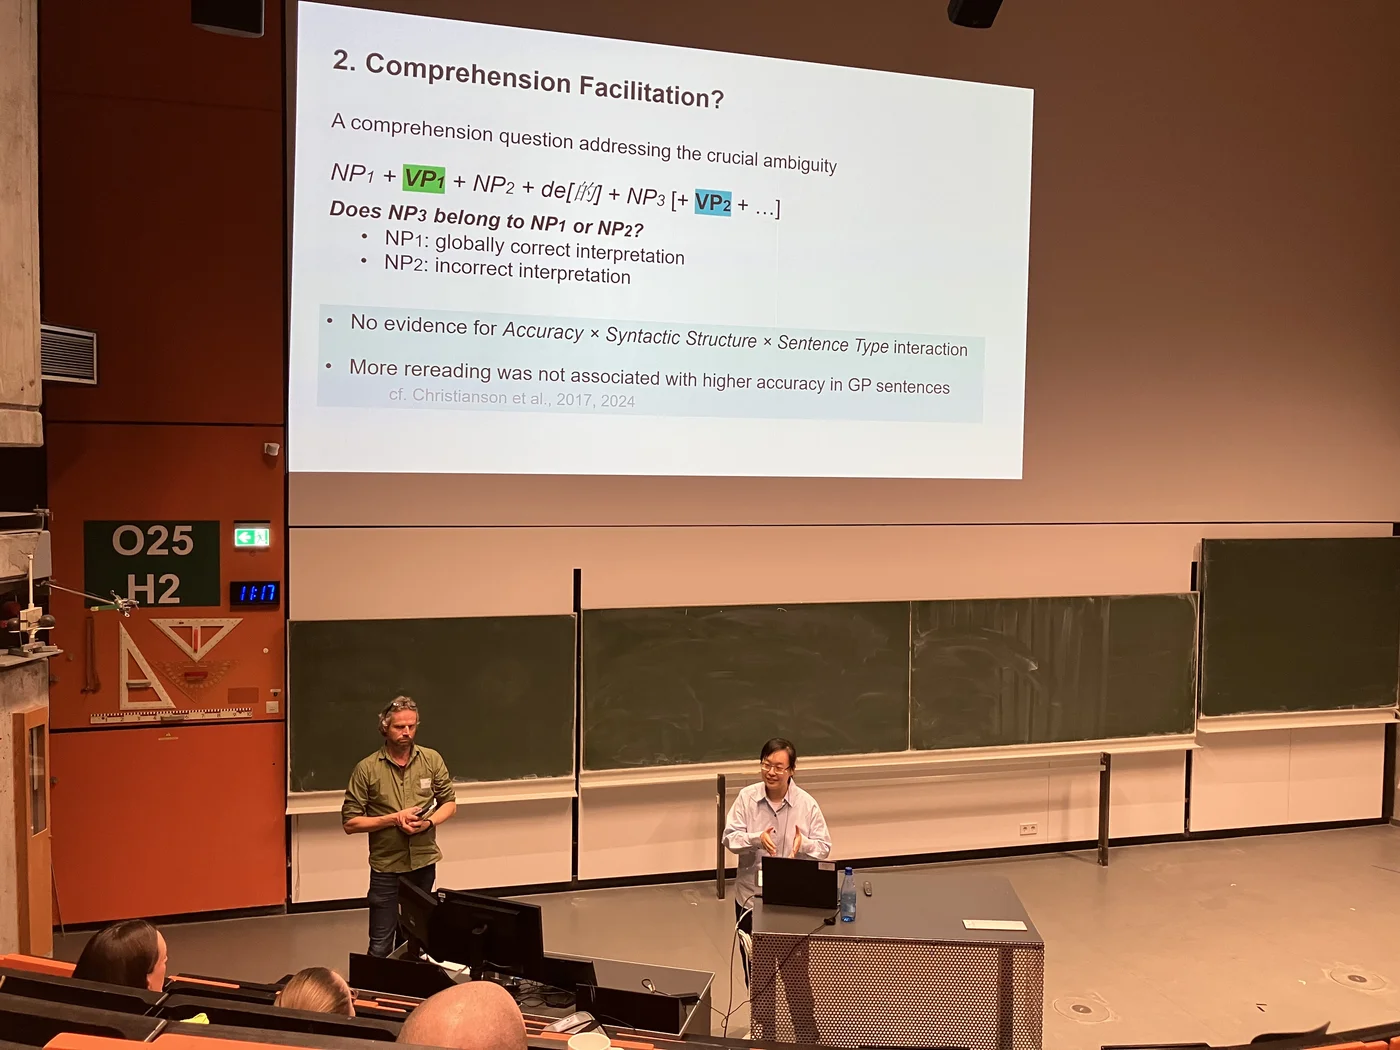 2. Comprehension Facilitation?
A comprehension question addressing the crucial ambiguity
NP1 + VP1 + NP2 + de[的] + NP3 [+ VP2 + …]
Does NP3 belong to NP1 or NP2?
• NP1: globally correct interpretation
• NP2: incorrect interpretation
• No evidence for Accuracy × Syntactic Structure × Sentence Type interaction
• More rereading was not associated with higher accuracy in GP sentences
cf. Christianson et al., 2017, 2024
O25
H2
11:17